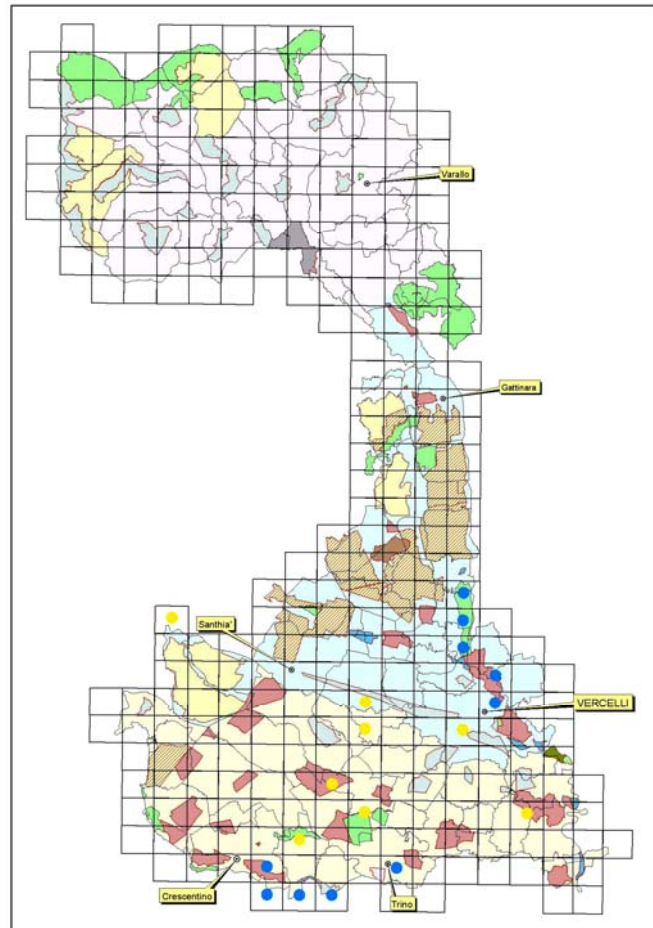 Varallo
Gattinara
Santhia'
VERCELLI
Crescentino
Trino